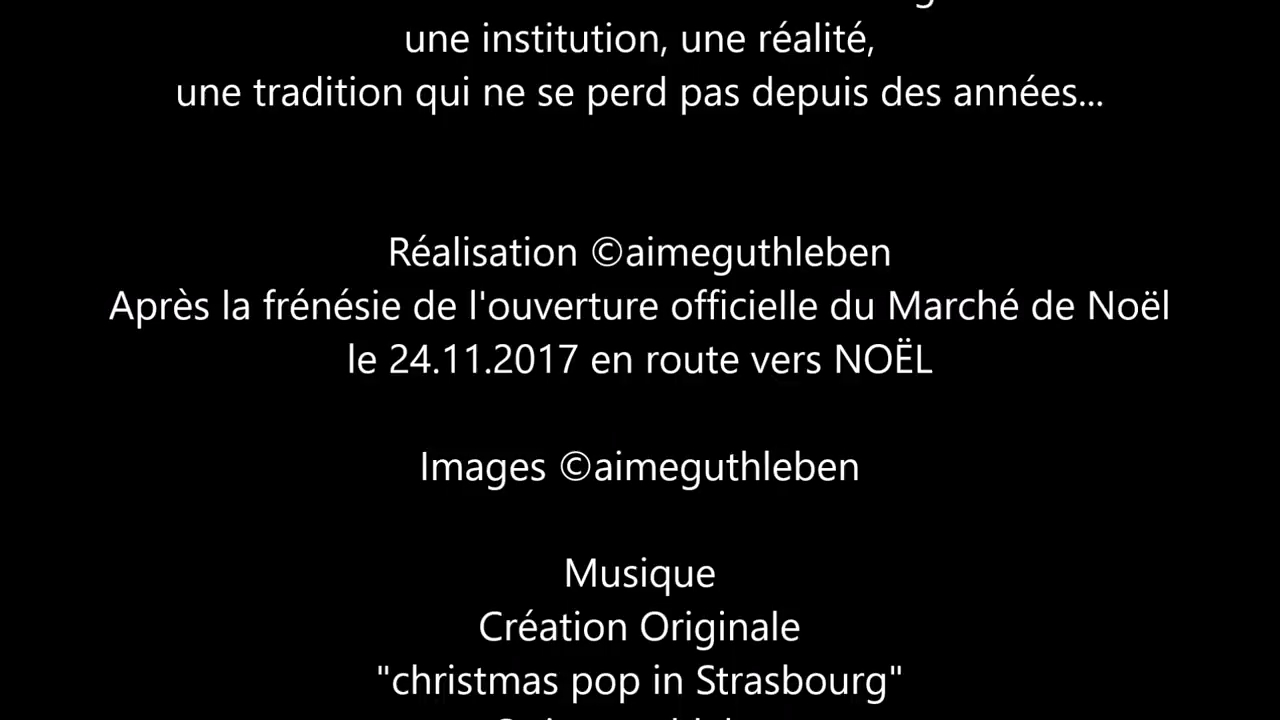 une institution, une réalité,
une tradition qui ne se perd pas depuis des années...
Réalisation ©aimeguthleben
Après la frénésie de l'ouverture officielle du Marché de Noël
le 24.11.2017 en route vers NOËL
Images ©aimeguthleben
Musique
Création Originale
"christmas pop in Strasbourg"